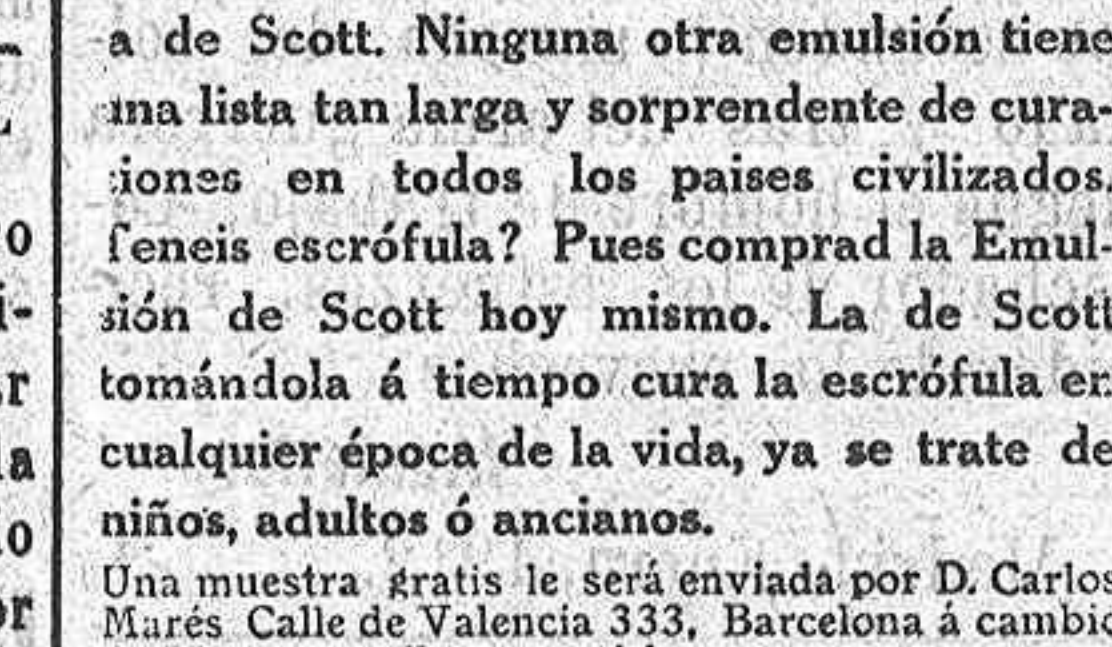 a de Scott. Ninguna otra emulsión tiene
una lista tan larga y sorprendente de cura-
ciones en todos los paises civilizados.
Teneis escrófula? Pues comprad la Emul-
sión de Scott hoy mismo. La de Scott
tomándola á tiempo cura la escrófula en
cualquier época de la vida, ya se trate de
niños, adultos ó ancianos.
Una muestra gratis le será enviada por D. Carlos
Marés Calle de Valencia 333, Barcelona á cambio